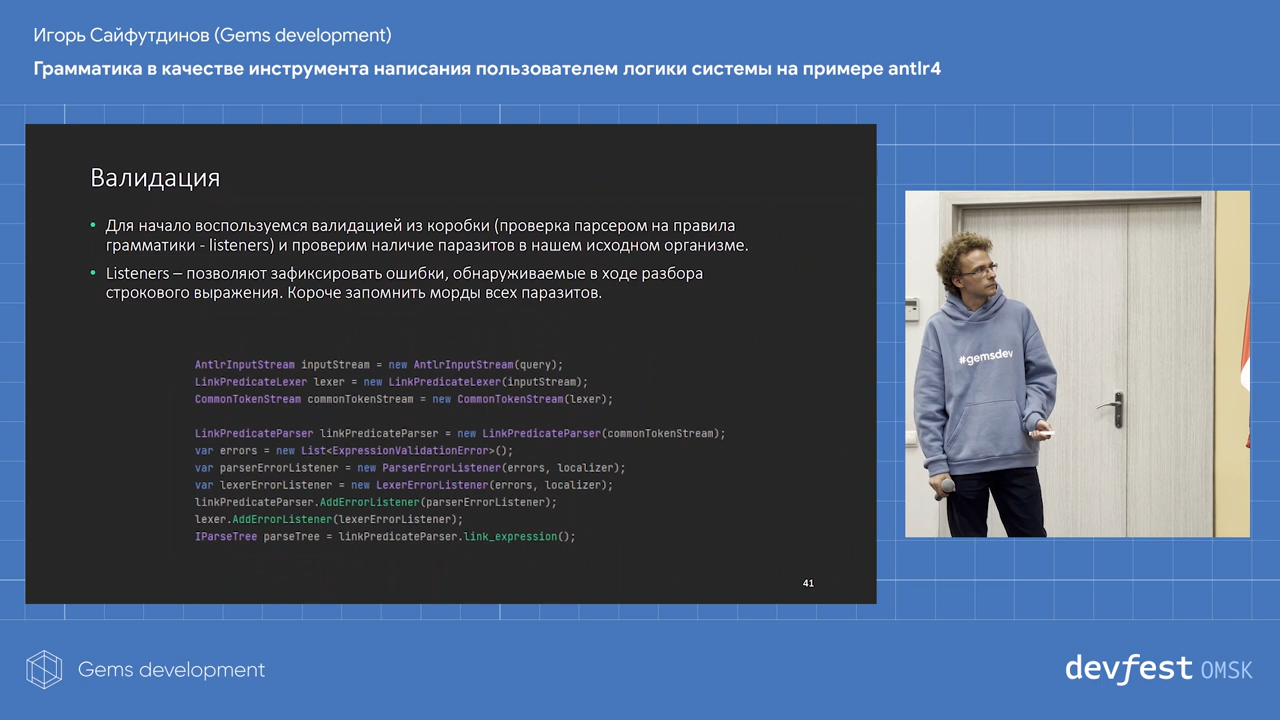 Игорь Сайфутдинов (Gems development)
Грамматика в качестве инструмента написания пользователем логики системы на примере antlr4
Валидация
• Для начало воспользуемся валидацией из коробки (проверка парсером на правила
грамматики - listeners) и проверим наличие паразитов в нашем исходном организме.
• Listeners – позволяют зафиксировать ошибки, обнаруживаемые в ходе разбора
строкового выражения. Короче запомнить морды всех паразитов.
AntlrInputStream inputStream = new AntlrInputStream(query);
LinkPredicateLexer lexer = new LinkPredicateLexer(inputStream);
CommonTokenStream commonTokenStream = new CommonTokenStream(lexer);
LinkPredicateParser linkPredicateParser = new LinkPredicateParser(commonTokenStream);
var errors = new List<ExpressionValidationError>();
var parserErrorListener = new ParserErrorListener(errors, localizer);
var lexerErrorListener = new LexerErrorListener(errors, localizer);
linkPredicateParser.AddErrorListener(parserErrorListener);
lexer.AddErrorListener(lexerErrorListener);
IParseTree parseTree = linkPredicateParser.link_expression();
41
#gemsdev
Gems development
devfest OMSK